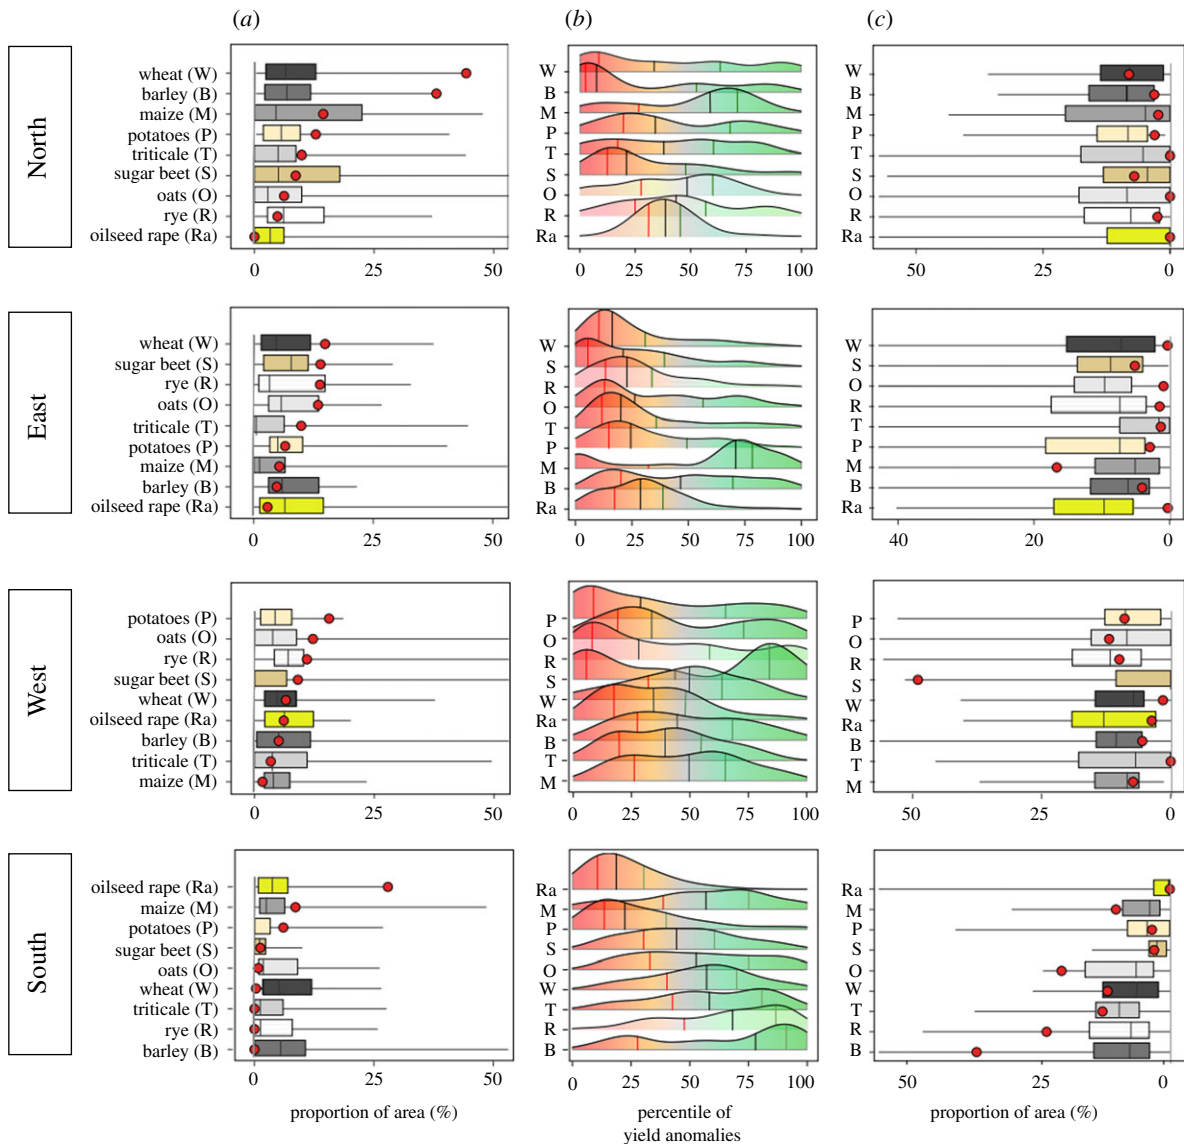 (a) (b) (c)
North
wheat (W)
barley (B)
maize (M)
potatoes (P)
triticale (T)
sugar beet (S)
oats (O)
rye (R)
oilseed rape (Ra)
0 25 50
W
B
M
P
T
S
O
R
Ra
0 25 50 75 100
W
B
M
P
T
S
O
R
Ra
50 25 0
East
wheat (W)
sugar beet (S)
rye (R)
oats (O)
triticale (T)
potatoes (P)
maize (M)
barley (B)
oilseed rape (Ra)
0 25 50
W
S
R
O
T
P
M
B
Ra
0 25 50 75 100
W
S
O
R
T
P
M
B
Ra
40 20 0
West
potatoes (P)
oats (O)
rye (R)
sugar beet (S)
wheat (W)
oilseed rape (Ra)
barley (B)
triticale (T)
maize (M)
0 25 50
P
O
R
S
W
Ra
B
T
M
0 25 50 75 100
P
O
R
S
W
Ra
B
T
M
50 25 0
South
oilseed rape (Ra)
maize (M)
potatoes (P)
sugar beet (S)
oats (O)
wheat (W)
triticale (T)
rye (R)
barley (B)
0 25 50
proportion of area (%)
Ra
M
P
S
O
W
T
R
B
0 25 50 75 100
percentile of
yield anomalies
Ra
M
P
S
O
W
T
R
B
50 25 0
proportion of area (%)